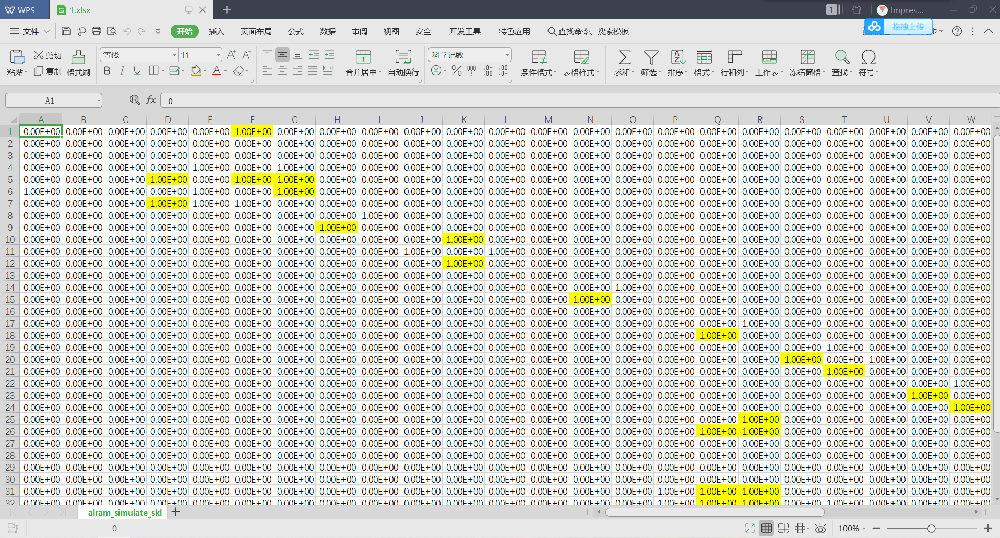 WPS 1.xlsx 1 Impres...
文件 开始 插入 页面布局 公式 数据 审阅 视图 安全 开发工具 特色应用 查找命令、搜索模板 拖拽上传 步
粘贴 剪切 复制 格式刷 等线 11 合并居中 自动换行 科学记数 条件格式 表格样式 求和 筛选 排序 格式 行和列 工作表 冻结窗格 查找 符号
A1 fx 0
A B C D E F G H I J K L M N O P Q R S T U V W
1 0.00E+00 0.00E+00 0.00E+00 0.00E+00 0.00E+00 1.00E+00 0.00E+00 0.00E+00 0.00E+00 0.00E+00 0.00E+00 0.00E+00 0.00E+00 0.00E+00 0.00E+00 0.00E+00 0.00E+00 0.00E+00 0.00E+00 0.00E+00 0.00E+00 0.00E+00 0.00E+00
2 0.00E+00 0.00E+00 0.00E+00 0.00E+00 0.00E+00 0.00E+00 0.00E+00 0.00E+00 0.00E+00 0.00E+00 0.00E+00 0.00E+00 0.00E+00 0.00E+00 0.00E+00 0.00E+00 0.00E+00 0.00E+00 0.00E+00 0.00E+00 0.00E+00 0.00E+00 0.00E+00
3 0.00E+00 0.00E+00 0.00E+00 0.00E+00 0.00E+00 0.00E+00 0.00E+00 0.00E+00 0.00E+00 0.00E+00 0.00E+00 0.00E+00 0.00E+00 0.00E+00 0.00E+00 0.00E+00 0.00E+00 0.00E+00 0.00E+00 0.00E+00 0.00E+00 0.00E+00 0.00E+00
4 0.00E+00 0.00E+00 0.00E+00 0.00E+00 1.00E+00 0.00E+00 1.00E+00 0.00E+00 0.00E+00 0.00E+00 0.00E+00 0.00E+00 0.00E+00 0.00E+00 0.00E+00 0.00E+00 0.00E+00 0.00E+00 0.00E+00 0.00E+00 0.00E+00 0.00E+00 0.00E+00
5 0.00E+00 0.00E+00 0.00E+00 1.00E+00 0.00E+00 1.00E+00 1.00E+00 0.00E+00 0.00E+00 0.00E+00 0.00E+00 0.00E+00 0.00E+00 0.00E+00 0.00E+00 0.00E+00 0.00E+00 0.00E+00 0.00E+00 0.00E+00 0.00E+00 0.00E+00 0.00E+00
6 1.00E+00 0.00E+00 0.00E+00 0.00E+00 1.00E+00 0.00E+00 1.00E+00 0.00E+00 0.00E+00 0.00E+00 0.00E+00 0.00E+00 0.00E+00 0.00E+00 0.00E+00 0.00E+00 0.00E+00 0.00E+00 0.00E+00 0.00E+00 0.00E+00 0.00E+00 0.00E+00
7 0.00E+00 0.00E+00 0.00E+00 1.00E+00 1.00E+00 1.00E+00 0.00E+00 0.00E+00 0.00E+00 0.00E+00 0.00E+00 0.00E+00 0.00E+00 0.00E+00 0.00E+00 0.00E+00 0.00E+00 0.00E+00 0.00E+00 0.00E+00 0.00E+00 0.00E+00 0.00E+00
8 0.00E+00 0.00E+00 0.00E+00 0.00E+00 0.00E+00 0.00E+00 0.00E+00 0.00E+00 1.00E+00 0.00E+00 0.00E+00 0.00E+00 0.00E+00 0.00E+00 0.00E+00 0.00E+00 0.00E+00 0.00E+00 0.00E+00 0.00E+00 0.00E+00 0.00E+00 0.00E+00
9 0.00E+00 0.00E+00 0.00E+00 0.00E+00 0.00E+00 0.00E+00 0.00E+00 1.00E+00 0.00E+00 0.00E+00 0.00E+00 0.00E+00 0.00E+00 0.00E+00 0.00E+00 0.00E+00 0.00E+00 0.00E+00 0.00E+00 0.00E+00 0.00E+00 0.00E+00 0.00E+00
10 0.00E+00 0.00E+00 0.00E+00 0.00E+00 0.00E+00 0.00E+00 0.00E+00 0.00E+00 0.00E+00 0.00E+00 1.00E+00 0.00E+00 0.00E+00 0.00E+00 0.00E+00 0.00E+00 0.00E+00 0.00E+00 0.00E+00 0.00E+00 0.00E+00 0.00E+00 0.00E+00
11 0.00E+00 0.00E+00 0.00E+00 0.00E+00 0.00E+00 0.00E+00 0.00E+00 0.00E+00 0.00E+00 1.00E+00 0.00E+00 1.00E+00 0.00E+00 0.00E+00 0.00E+00 0.00E+00 0.00E+00 0.00E+00 0.00E+00 0.00E+00 0.00E+00 0.00E+00 0.00E+00
12 0.00E+00 0.00E+00 0.00E+00 0.00E+00 0.00E+00 0.00E+00 0.00E+00 0.00E+00 0.00E+00 0.00E+00 1.00E+00 0.00E+00 0.00E+00 0.00E+00 0.00E+00 0.00E+00 0.00E+00 0.00E+00 0.00E+00 0.00E+00 0.00E+00 0.00E+00 0.00E+00
13 0.00E+00 0.00E+00 0.00E+00 0.00E+00 0.00E+00 0.00E+00 0.00E+00 0.00E+00 0.00E+00 0.00E+00 0.00E+00 0.00E+00 0.00E+00 0.00E+00 0.00E+00 0.00E+00 0.00E+00 0.00E+00 0.00E+00 0.00E+00 0.00E+00 0.00E+00 0.00E+00
14 0.00E+00 0.00E+00 0.00E+00 0.00E+00 0.00E+00 0.00E+00 0.00E+00 0.00E+00 0.00E+00 0.00E+00 0.00E+00 0.00E+00 0.00E+00 0.00E+00 1.00E+00 0.00E+00 0.00E+00 0.00E+00 0.00E+00 0.00E+00 0.00E+00 0.00E+00 0.00E+00
15 0.00E+00 0.00E+00 0.00E+00 0.00E+00 0.00E+00 0.00E+00 0.00E+00 0.00E+00 0.00E+00 0.00E+00 0.00E+00 0.00E+00 0.00E+00 1.00E+00 0.00E+00 0.00E+00 0.00E+00 0.00E+00 0.00E+00 0.00E+00 0.00E+00 0.00E+00 0.00E+00
16 0.00E+00 0.00E+00 0.00E+00 0.00E+00 0.00E+00 0.00E+00 0.00E+00 0.00E+00 0.00E+00 0.00E+00 0.00E+00 0.00E+00 0.00E+00 0.00E+00 0.00E+00 0.00E+00 0.00E+00 0.00E+00 0.00E+00 0.00E+00 0.00E+00 0.00E+00 0.00E+00
17 0.00E+00 0.00E+00 0.00E+00 0.00E+00 0.00E+00 0.00E+00 0.00E+00 0.00E+00 0.00E+00 0.00E+00 0.00E+00 0.00E+00 0.00E+00 0.00E+00 0.00E+00 0.00E+00 0.00E+00 1.00E+00 0.00E+00 0.00E+00 0.00E+00 0.00E+00 0.00E+00
18 0.00E+00 0.00E+00 0.00E+00 0.00E+00 0.00E+00 0.00E+00 0.00E+00 0.00E+00 0.00E+00 0.00E+00 0.00E+00 0.00E+00 0.00E+00 0.00E+00 0.00E+00 0.00E+00 1.00E+00 0.00E+00 0.00E+00 0.00E+00 0.00E+00 0.00E+00 0.00E+00
19 0.00E+00 0.00E+00 0.00E+00 0.00E+00 0.00E+00 0.00E+00 0.00E+00 0.00E+00 0.00E+00 0.00E+00 0.00E+00 0.00E+00 0.00E+00 0.00E+00 0.00E+00 0.00E+00 0.00E+00 0.00E+00 0.00E+00 1.00E+00 0.00E+00 0.00E+00 0.00E+00
20 0.00E+00 0.00E+00 0.00E+00 0.00E+00 0.00E+00 0.00E+00 0.00E+00 0.00E+00 0.00E+00 0.00E+00 0.00E+00 0.00E+00 0.00E+00 0.00E+00 0.00E+00 0.00E+00 0.00E+00 0.00E+00 1.00E+00 0.00E+00 1.00E+00 0.00E+00 0.00E+00
21 0.00E+00 0.00E+00 0.00E+00 0.00E+00 0.00E+00 0.00E+00 0.00E+00 0.00E+00 0.00E+00 0.00E+00 0.00E+00 0.00E+00 0.00E+00 0.00E+00 0.00E+00 0.00E+00 0.00E+00 0.00E+00 0.00E+00 1.00E+00 0.00E+00 0.00E+00 0.00E+00
22 0.00E+00 0.00E+00 0.00E+00 0.00E+00 0.00E+00 0.00E+00 0.00E+00 0.00E+00 0.00E+00 0.00E+00 0.00E+00 0.00E+00 0.00E+00 0.00E+00 0.00E+00 0.00E+00 0.00E+00 0.00E+00 0.00E+00 0.00E+00 0.00E+00 0.00E+00 1.00E+00
23 0.00E+00 0.00E+00 0.00E+00 0.00E+00 0.00E+00 0.00E+00 0.00E+00 0.00E+00 0.00E+00 0.00E+00 0.00E+00 0.00E+00 0.00E+00 0.00E+00 0.00E+00 0.00E+00 0.00E+00 0.00E+00 0.00E+00 0.00E+00 0.00E+00 1.00E+00 0.00E+00
24 0.00E+00 0.00E+00 0.00E+00 0.00E+00 0.00E+00 0.00E+00 0.00E+00 0.00E+00 0.00E+00 0.00E+00 0.00E+00 0.00E+00 0.00E+00 0.00E+00 0.00E+00 0.00E+00 0.00E+00 0.00E+00 0.00E+00 0.00E+00 0.00E+00 0.00E+00 1.00E+00
25 0.00E+00 0.00E+00 0.00E+00 0.00E+00 0.00E+00 0.00E+00 0.00E+00 0.00E+00 0.00E+00 0.00E+00 0.00E+00 0.00E+00 0.00E+00 0.00E+00 0.00E+00 0.00E+00 0.00E+00 1.00E+00 0.00E+00 0.00E+00 0.00E+00 0.00E+00 0.00E+00
26 0.00E+00 0.00E+00 0.00E+00 0.00E+00 0.00E+00 0.00E+00 0.00E+00 0.00E+00 0.00E+00 0.00E+00 0.00E+00 0.00E+00 0.00E+00 0.00E+00 0.00E+00 0.00E+00 1.00E+00 1.00E+00 0.00E+00 0.00E+00 0.00E+00 0.00E+00 0.00E+00
27 0.00E+00 0.00E+00 0.00E+00 0.00E+00 0.00E+00 0.00E+00 0.00E+00 0.00E+00 0.00E+00 0.00E+00 0.00E+00 0.00E+00 0.00E+00 0.00E+00 0.00E+00 0.00E+00 0.00E+00 0.00E+00 0.00E+00 0.00E+00 0.00E+00 0.00E+00 0.00E+00
28 0.00E+00 0.00E+00 0.00E+00 0.00E+00 0.00E+00 0.00E+00 0.00E+00 0.00E+00 0.00E+00 0.00E+00 0.00E+00 0.00E+00 0.00E+00 0.00E+00 0.00E+00 0.00E+00 0.00E+00 0.00E+00 0.00E+00 0.00E+00 0.00E+00 0.00E+00 0.00E+00
29 0.00E+00 0.00E+00 0.00E+00 0.00E+00 0.00E+00 0.00E+00 0.00E+00 0.00E+00 0.00E+00 0.00E+00 0.00E+00 0.00E+00 0.00E+00 0.00E+00 0.00E+00 0.00E+00 0.00E+00 0.00E+00 0.00E+00 0.00E+00 0.00E+00 0.00E+00 0.00E+00
30 0.00E+00 0.00E+00 0.00E+00 0.00E+00 0.00E+00 0.00E+00 0.00E+00 0.00E+00 0.00E+00 0.00E+00 0.00E+00 0.00E+00 0.00E+00 0.00E+00 0.00E+00 0.00E+00 0.00E+00 0.00E+00 0.00E+00 0.00E+00 0.00E+00 0.00E+00 0.00E+00
31 0.00E+00 0.00E+00 0.00E+00 0.00E+00 0.00E+00 0.00E+00 0.00E+00 0.00E+00 0.00E+00 0.00E+00 0.00E+00 0.00E+00 0.00E+00 0.00E+00 0.00E+00 1.00E+00 1.00E+00 1.00E+00 0.00E+00 0.00E+00 0.00E+00 0.00E+00 0.00E+00
32 0.00E+00 0.00E+00 0.00E+00 0.00E+00 0.00E+00 0.00E+00 0.00E+00 0.00E+00 0.00E+00 0.00E+00 0.00E+00 0.00E+00 0.00E+00 0.00E+00 0.00E+00 1.00E+00 1.00E+00 1.00E+00 0.00E+00 1.00E+00 0.00E+00 0.00E+00 0.00E+00
alram_simulate_skl
0 100%